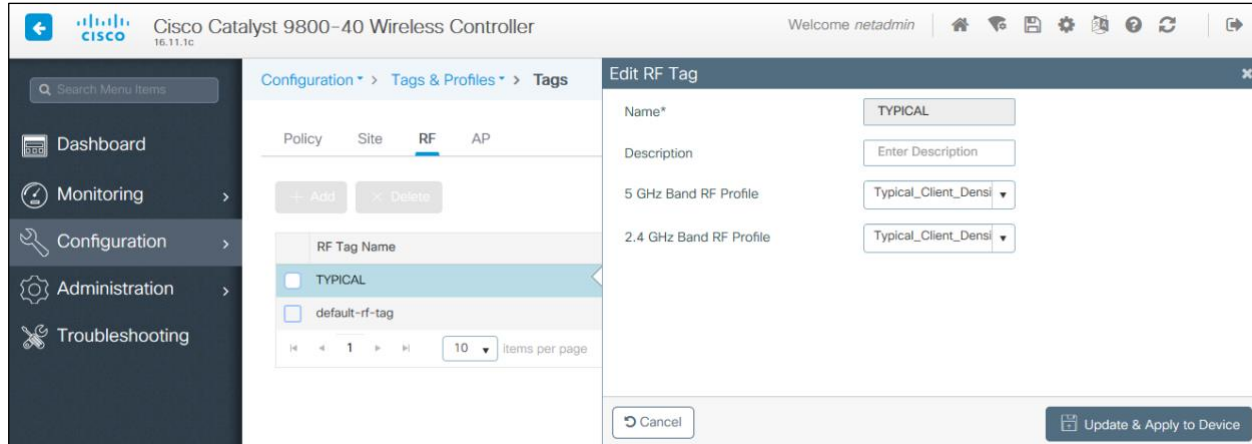 CISCO
Cisco Catalyst 9800-40 Wireless Controller
16.11.1c
Welcome netadmin
Search Menu Items
Dashboard
Monitoring
Configuration
Administration
Troubleshooting
Configuration > Tags & Profiles > Tags
Policy Site RF AP
+ Add × Delete
RF Tag Name
TYPICAL
default-rf-tag
1 10 items per page
Edit RF Tag
Name* TYPICAL
Description Enter Description
5 GHz Band RF Profile Typical_Client_Densi
2.4 GHz Band RF Profile Typical_Client_Densi
Cancel Update & Apply to Device